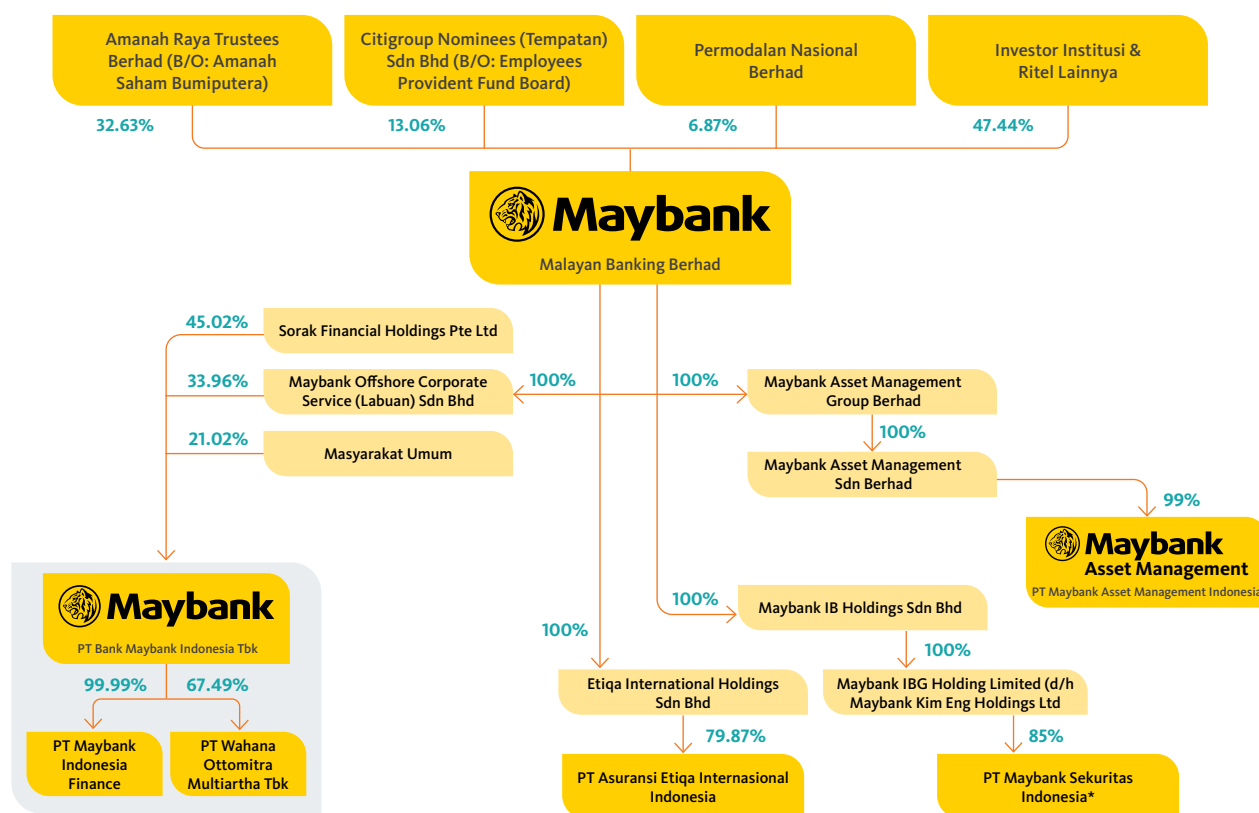 Amanah Raya Trustees
Berhad (B/O: Amanah
Saham Bumiputera)
Citigroup Nominees (Tempatan)
Sdn Bhd (B/O: Employees
Provident Fund Board)
Permodalan Nasional
Berhad
Investor Institusi &
Ritel Lainnya
32.63%
13.06%
6.87%
47.44%
Maybank
Malayan Banking Berhad
45.02%
Sorak Financial Holdings Pte Ltd
33.96%
Maybank Offshore Corporate
Service (Labuan) Sdn Bhd
100%
100%
Maybank Asset Management
Group Berhad
21.02%
Masyarakat Umum
100%
Maybank Asset Management
Sdn Berhad
99%
Maybank
Asset Management
PT Maybank Asset Management Indonesia
Maybank
PT Bank Maybank Indonesia Tbk
99.99%
67.49%
PT Maybank
Indonesia
Finance
PT Wahana
Ottomitra
Multiartha Tbk
100%
Maybank IB Holdings Sdn Bhd
100%
100%
Etiqa International Holdings
Sdn Bhd
Maybank IBG Holding Limited (d/h
Maybank Kim Eng Holdings Ltd
79.87%
85%
PT Asuransi Etiqa Internasional
Indonesia
PT Maybank Sekuritas
Indonesia*